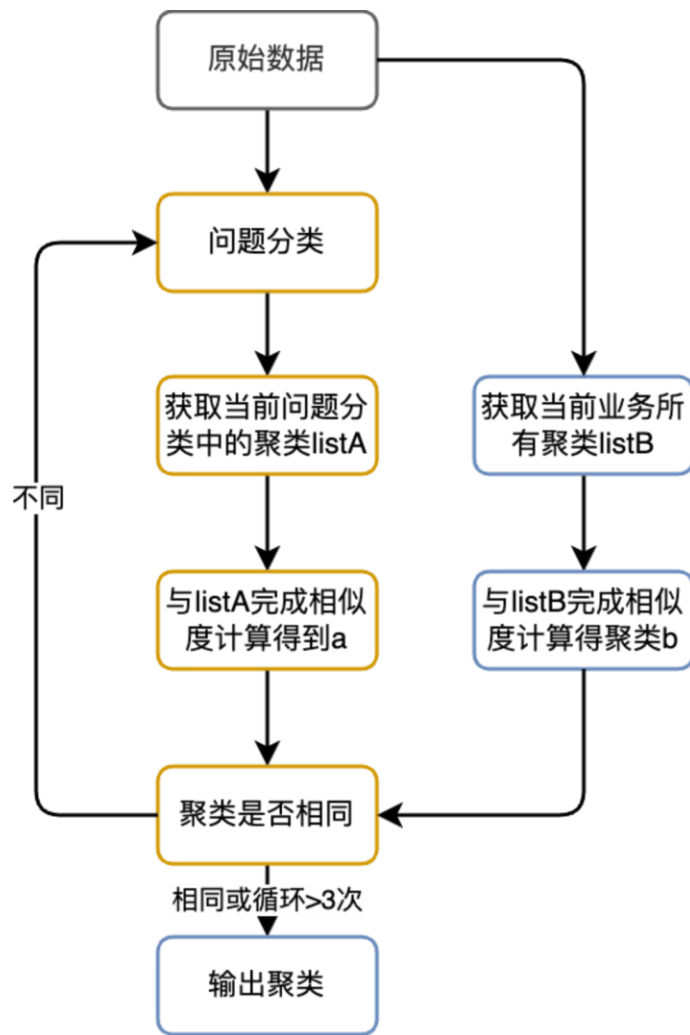 原始数据
问题分类
获取当前问题分
类中的聚类listA
获取当前业务所
有聚类listB
不同
与listA完成相似
度计算得到a
与listB完成相似
度计算得聚类b
聚类是否相同
相同或循环>3次
输出聚类